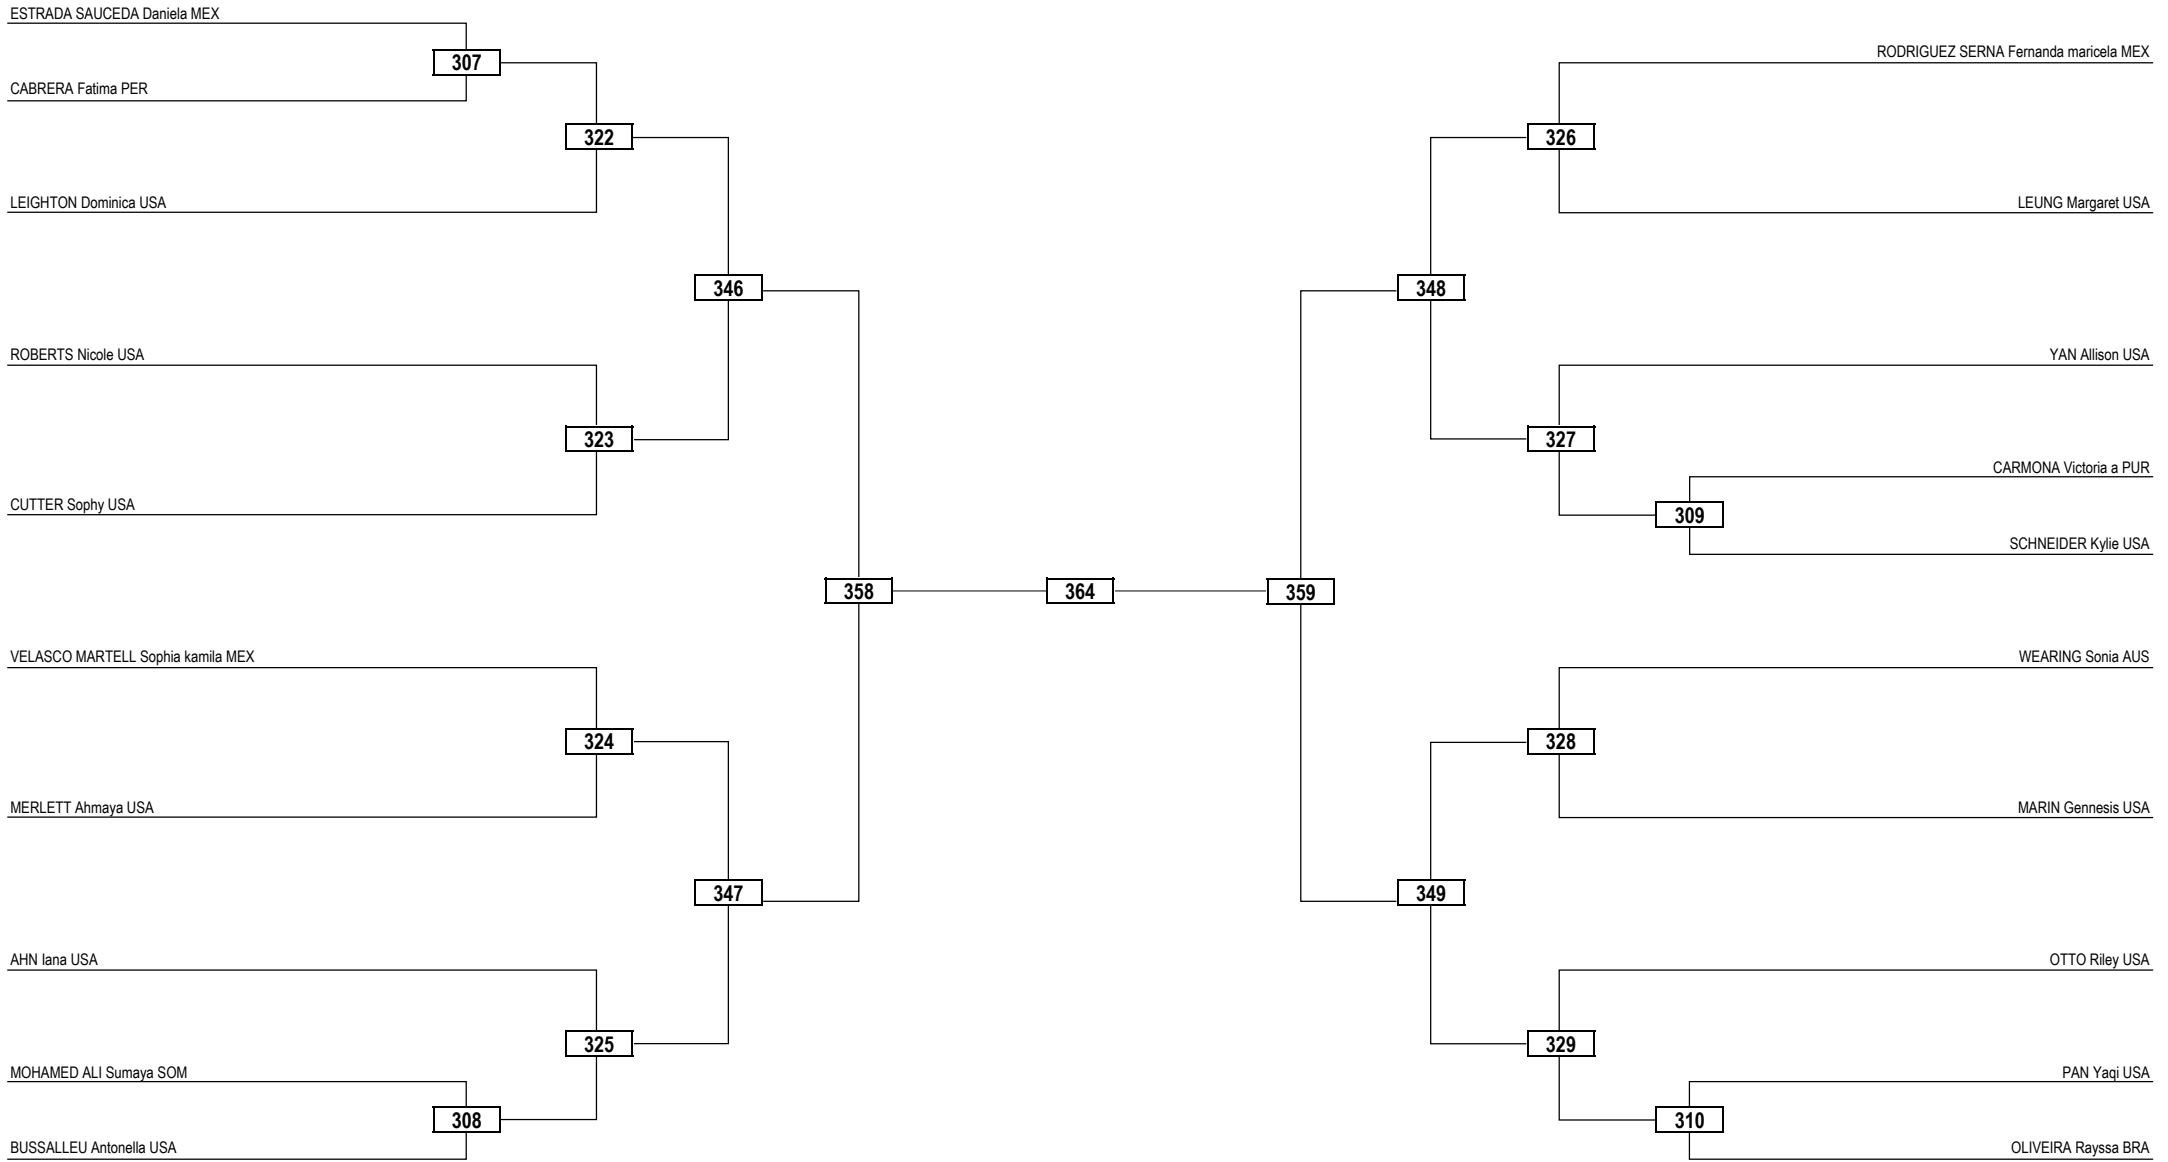 ESTRADA SAUCEDA Daniela MEX
307
CABRERA Fatima PER
322
LEIGHTON Dominica USA
346
ROBERTS Nicole USA
323
CUTTER Sophy USA
358
VELASCO MARTELL Sophia kamila MEX
324
MERLETT Ahmaya USA
347
AHN Iana USA
325
MOHAMED ALI Sumaya SOM
308
BUSSALLEU Antonella USA
364
RODRIGUEZ SERNA Fernanda maricela MEX
326
LEUNG Margaret USA
348
YAN Allison USA
327
CARMONA Victoria a PUR
309
SCHNEIDER Kylie USA
359
WEARING Sonia AUS
328
MARIN Gennesis USA
349
OTTO Riley USA
329
PAN Yaqi USA
310
OLIVEIRA Rayssa BRA